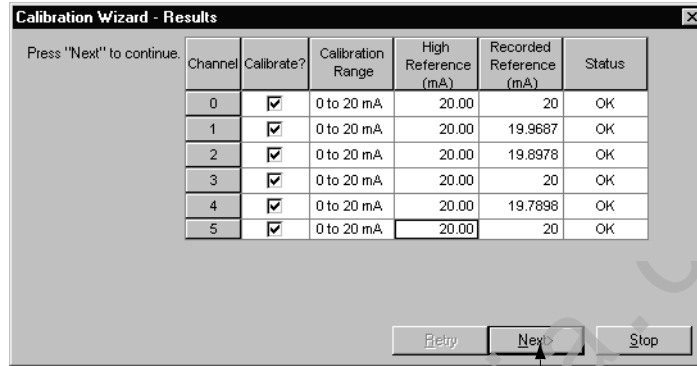 Calibration Wizard - Results
Press "Next" to continue.
Channel Calibrate? Calibration Range High Reference (mA) Recorded Reference (mA) Status
0 0 to 20 mA 20.00 20 OK
1 0 to 20 mA 20.00 19.9687 OK
2 0 to 20 mA 20.00 19.8978 OK
3 0 to 20 mA 20.00 20 OK
4 0 to 20 mA 20.00 19.7898 OK
5 0 to 20 mA 20.00 20 OK
Retry Next> Stop